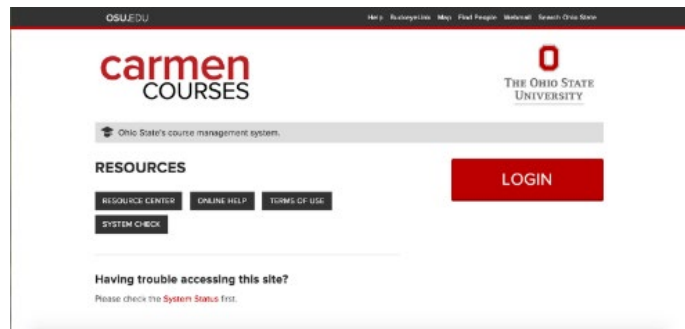 OSU.EDU
Help BuckeyeLink Map Find People Webmail Search Ohio State
carmen
COURSES
THE OHIO STATE
UNIVERSITY
Ohio State's course management system.
RESOURCES
LOGIN
RESOURCE CENTER ONLINE HELP TERMS OF USE
SYSTEM CHECK
Having trouble accessing this site?
Please check the System Status first.